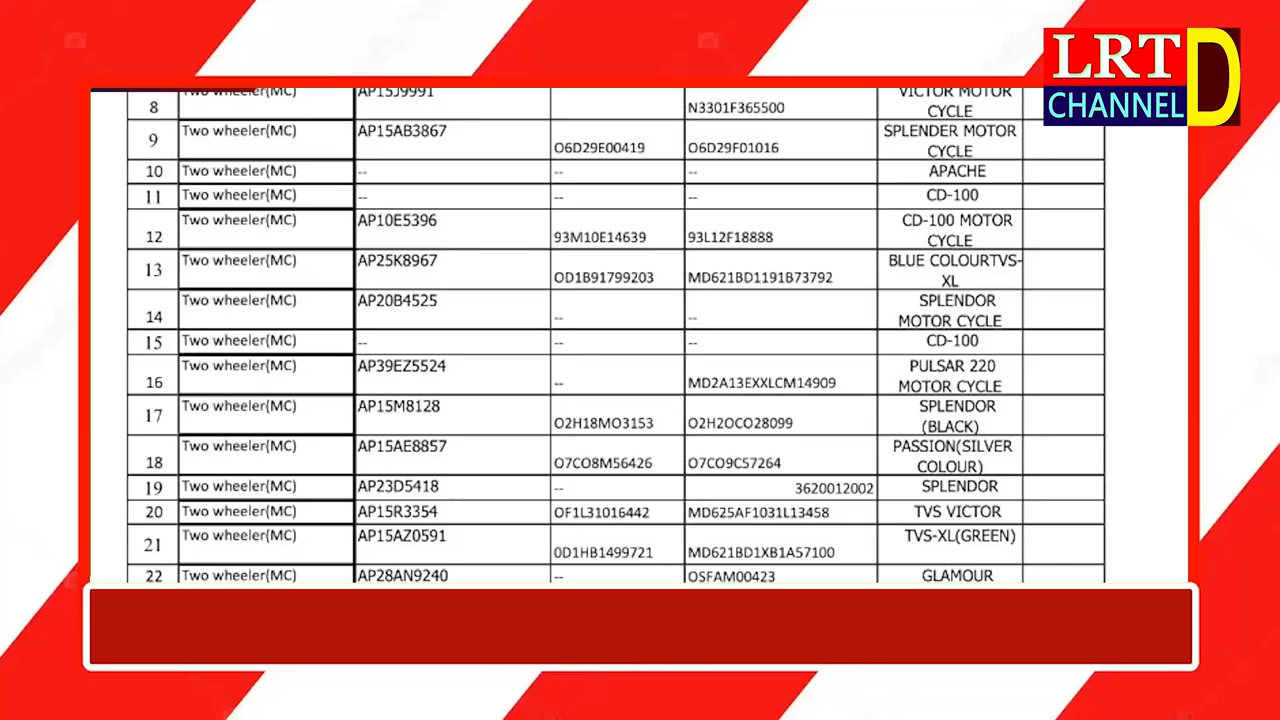 LRT D
CHANNEL
8 Two wheeler(MC) AP15J9991 N3301F365500 VICTOR MOTOR
CYCLE
9 Two wheeler(MC) AP15AB3867 O6D29E00419 O6D29F01016 SPLENDER MOTOR
CYCLE
10 Two wheeler(MC) -- -- -- APACHE
11 Two wheeler(MC) -- -- -- CD-100
12 Two wheeler(MC) AP10E5396 93M10E14639 93L12F18888 CD-100 MOTOR
CYCLE
13 Two wheeler(MC) AP25K8967 OD1B91799203 MD621BD1191B73792 BLUE COLOURTVS-
XL
14 Two wheeler(MC) AP20B4525 -- -- SPLENDOR
MOTOR CYCLE
15 Two wheeler(MC) -- -- -- CD-100
16 Two wheeler(MC) AP39EZ5524 -- MD2A13EXXLCM14909 PULSAR 220
MOTOR CYCLE
17 Two wheeler(MC) AP15M8128 O2H18MO3153 O2H2OCO28099 SPLENDOR
(BLACK)
18 Two wheeler(MC) AP15AE8857 O7CO8M56426 O7CO9C57264 PASSION(SILVER
COLOUR)
19 Two wheeler(MC) AP23D5418 -- 3620012002 SPLENDOR
20 Two wheeler(MC) AP15R3354 OF1L31016442 MD625AF1031L13458 TVS VICTOR
21 Two wheeler(MC) AP15AZ0591 0D1HB1499721 MD621BD1XB1A57100 TVS-XL(GREEN)
22 Two wheeler(MC) AP28AN9240 -- OSFAM00423 GLAMOUR